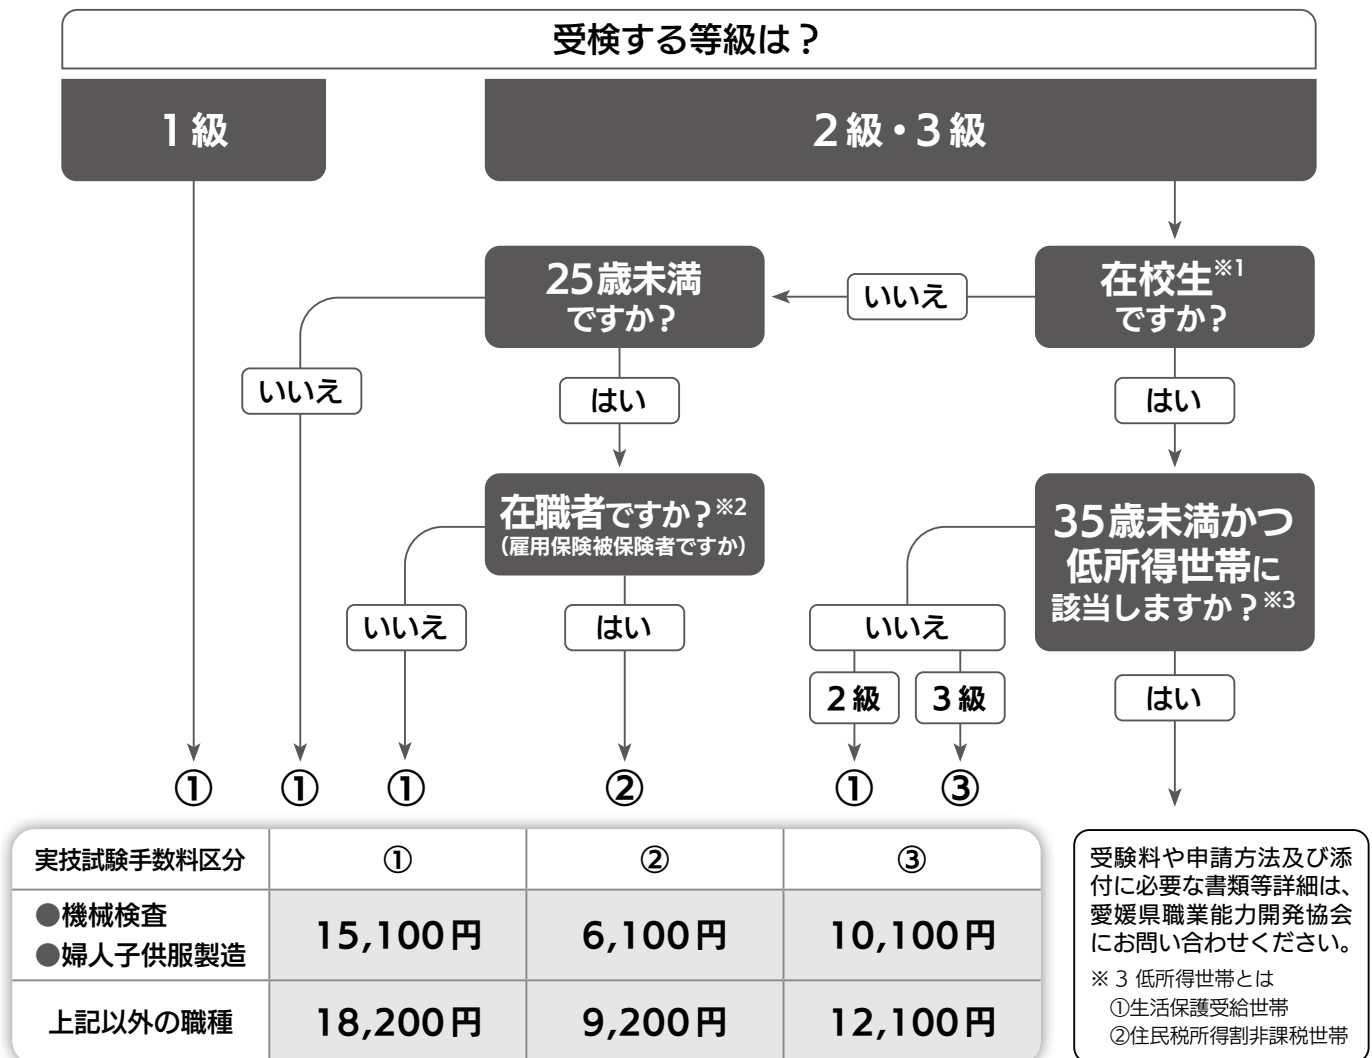 受検する等級は？
1級
2級・3級
在校生※1
ですか？
いいえ
25歳未満
ですか？
いいえ
はい
はい
在職者ですか？※2
（雇用保険被保険者ですか）
35歳未満かつ
低所得世帯に
該当しますか？※3
いいえ
はい
いいえ
2級
3級
はい
①
①
①
②
①
③
実技試験手数料区分
①
②
③
●機械検査
●婦人子供服製造
15,100円
6,100円
10,100円
上記以外の職種
18,200円
9,200円
12,100円
受験料や申請方法及び添
付に必要な書類等詳細は、
愛媛県職業能力開発協会
にお問い合わせください。
※3 低所得世帯とは
①生活保護受給世帯
②住民税所得割非課税世帯